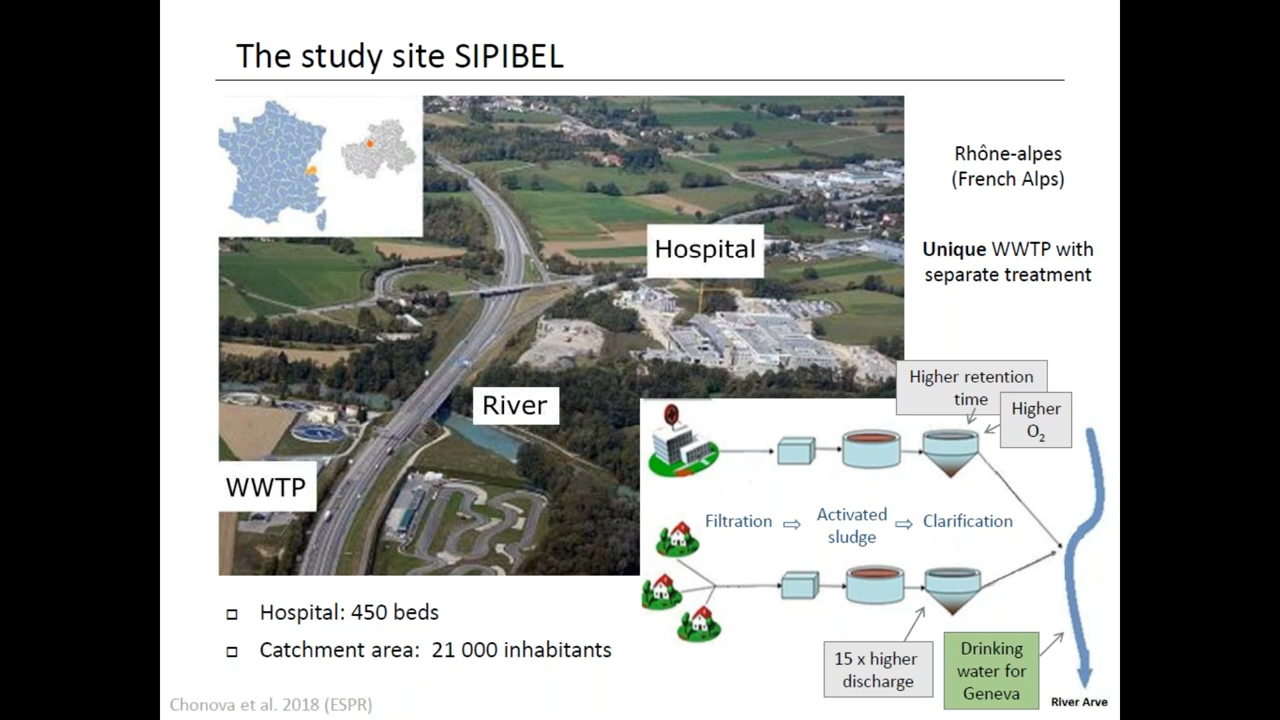 The study site SIPIBEL
Rhône-alpes
(French Alps)
Hospital
Unique WWTP with
separate treatment
River
WWTP
Higher retention
time
Higher
O₂
Filtration ⇨ Activated
sludge ⇨ Clarification
Hospital: 450 beds
Catchment area: 21 000 inhabitants
15 x higher
discharge
Drinking
water for
Geneva
River Arve
Chonova et al. 2018 (ESPR)